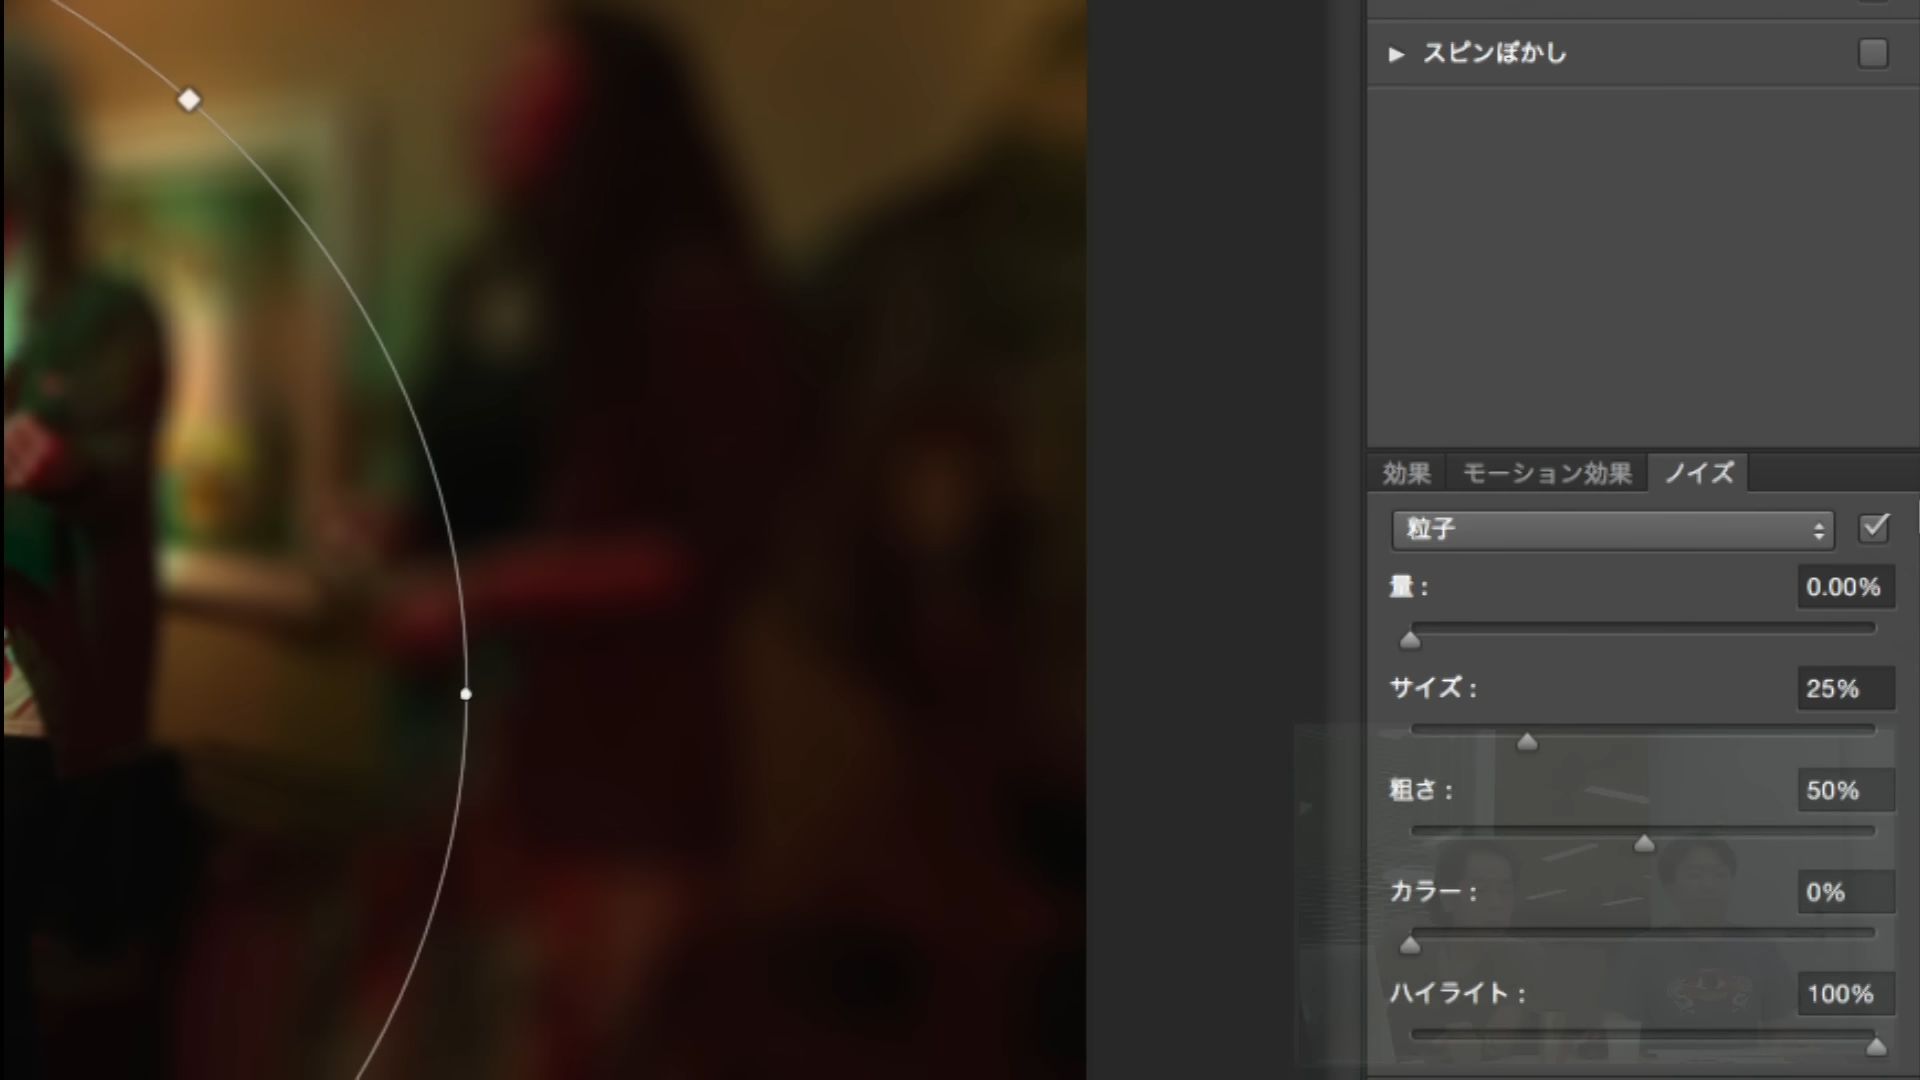 スピンぼかし
効果 モーション効果 ノイズ
粒子
量 : 0.00%
サイズ : 25%
粗さ : 50%
カラー : 0%
ハイライト : 100%